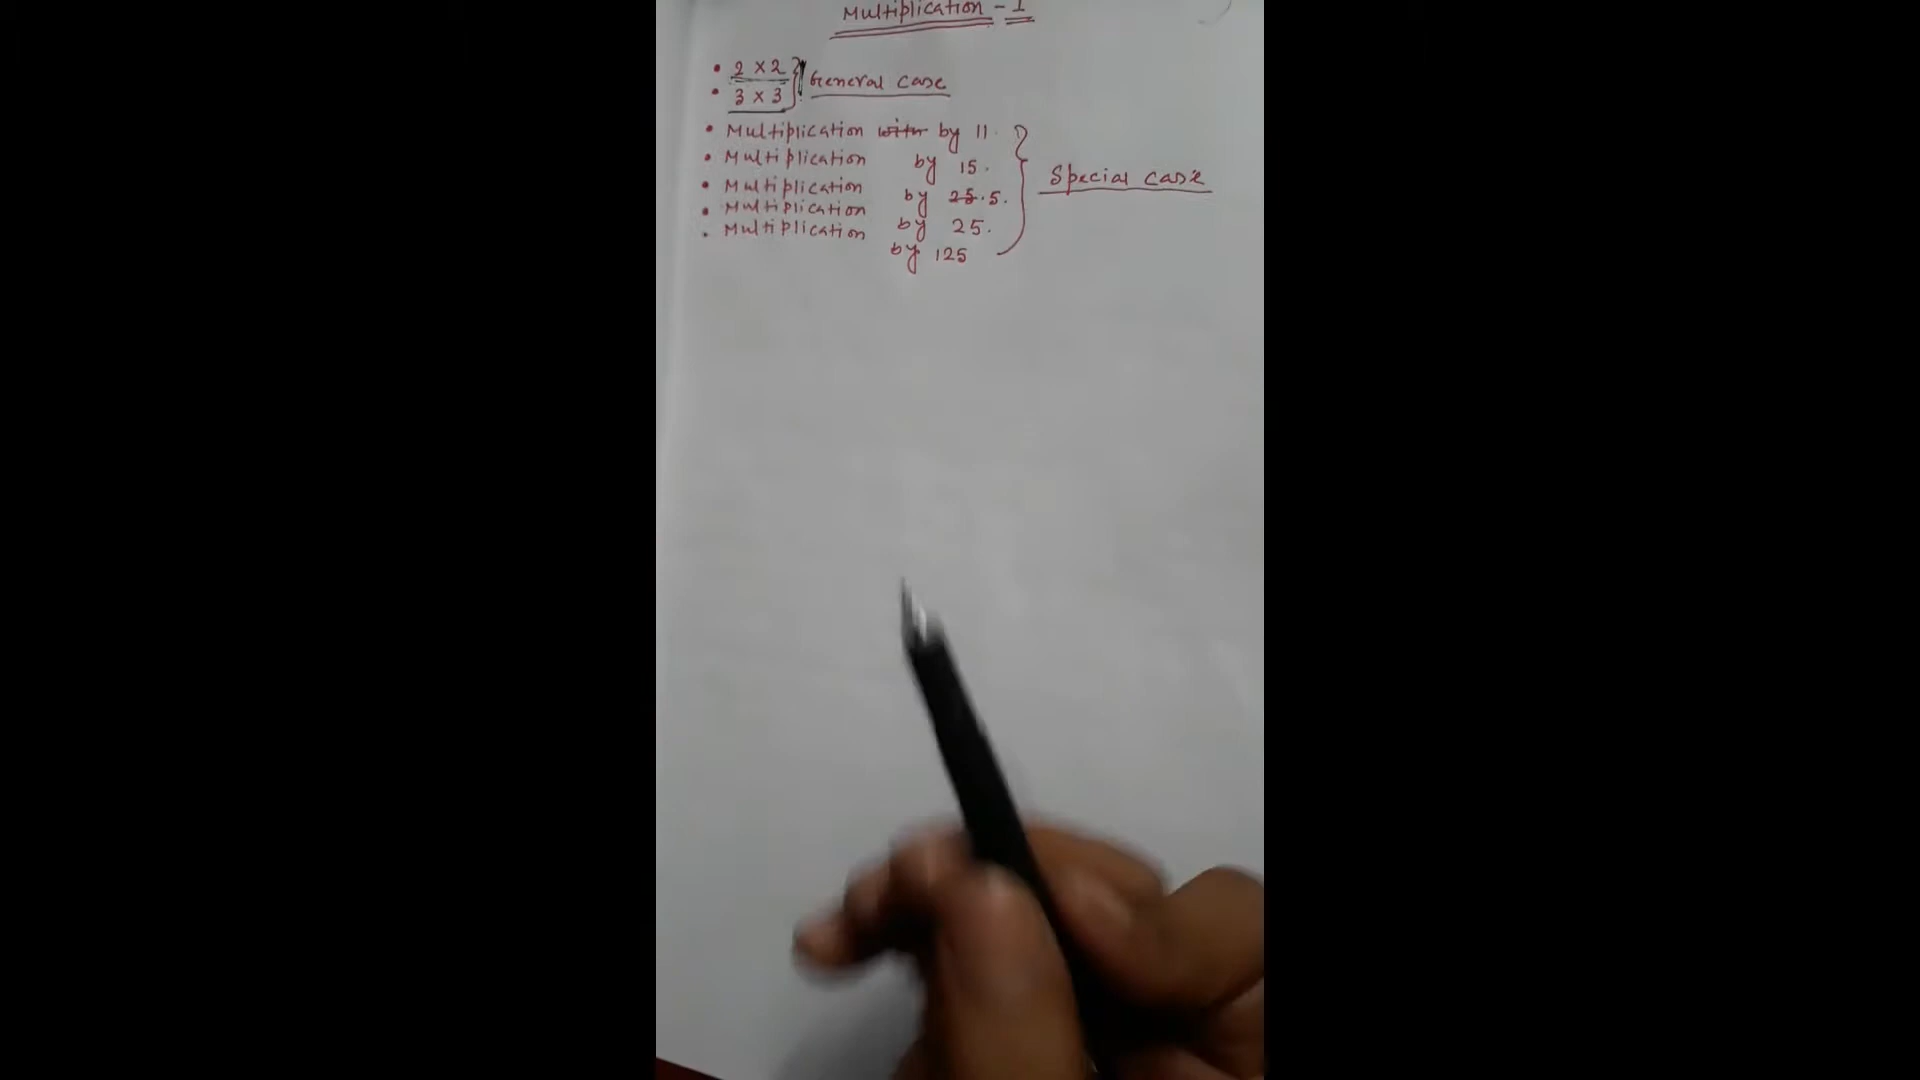 Multiplication - I
• 2 x 2
• 3 x 3 } General case
• Multiplication with by 11.
• Multiplication by 15.
• Multiplication by 25. 5.
• Multiplication by 25.
• Multiplication by 125
Special case